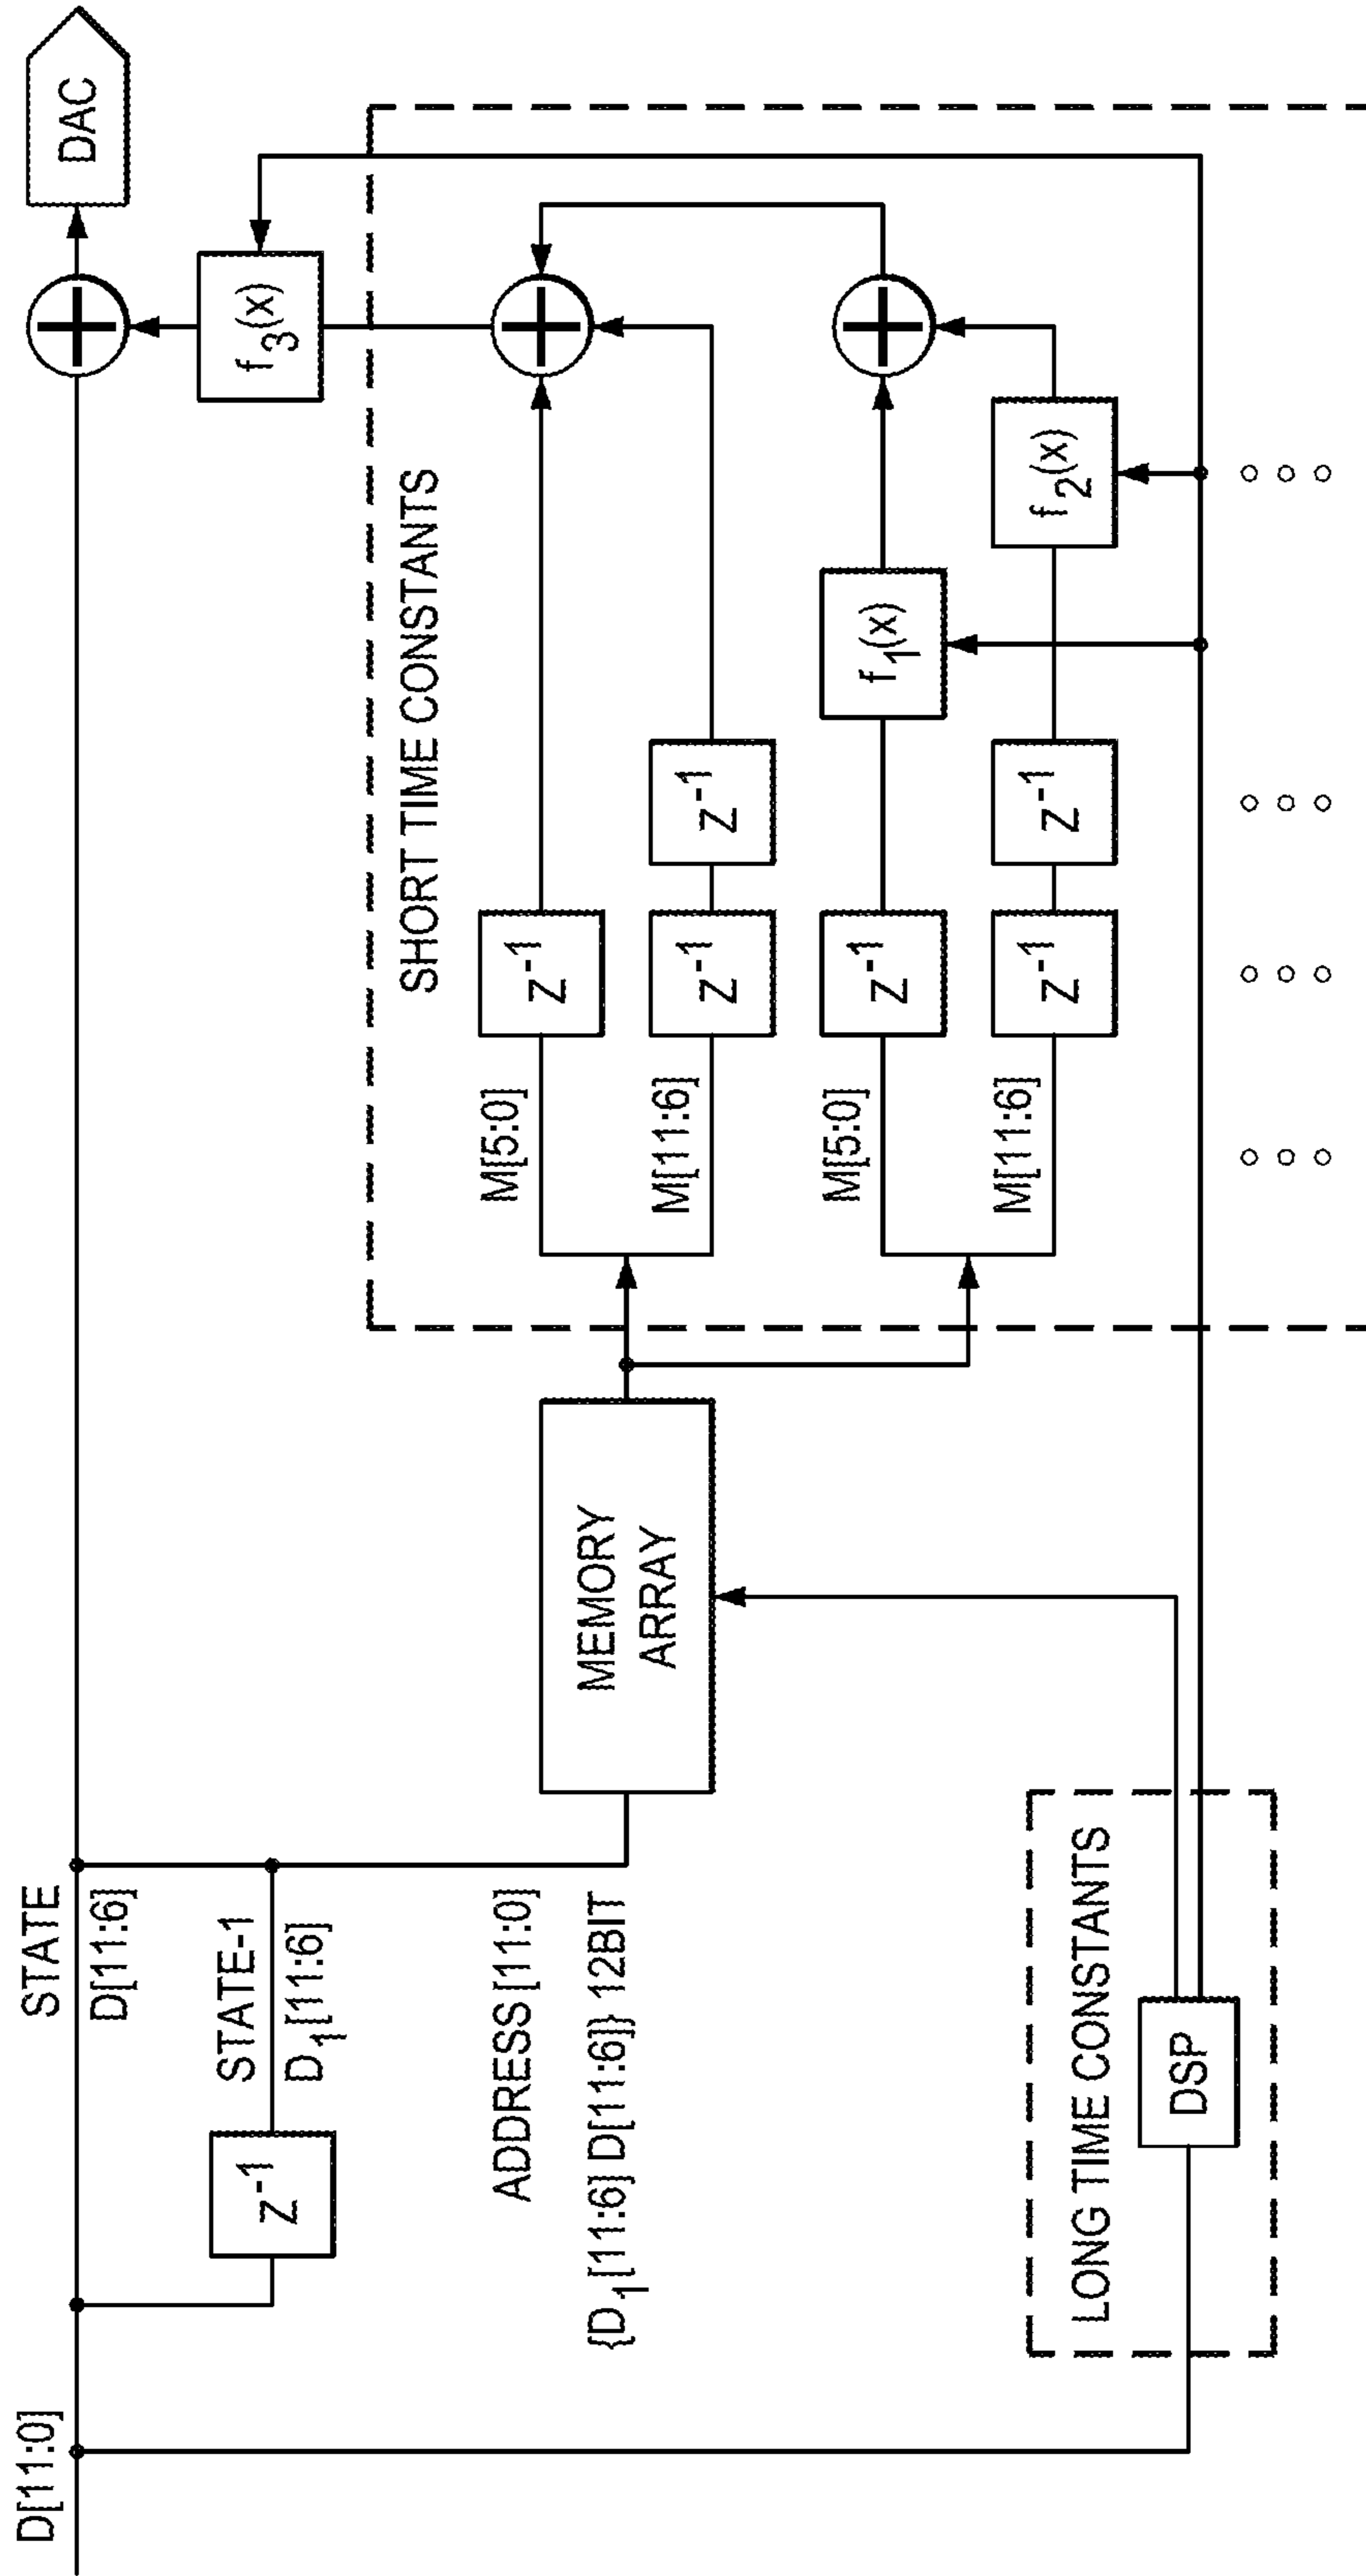 D[11:0]
STATE
D[11:6]
DAC
Z-1
STATE-1
D1[11:6]
f3(x)
SHORT TIME CONSTANTS
ADDRESS [11:0]
{D1[11:6] D[11:6]} 12BIT
MEMORY
ARRAY
M[5:0]
Z-1
M[11:6]
Z-1
Z-1
M[5:0]
Z-1
f1(x)
M[11:6]
Z-1
Z-1
f2(x)
LONG TIME CONSTANTS
DSP